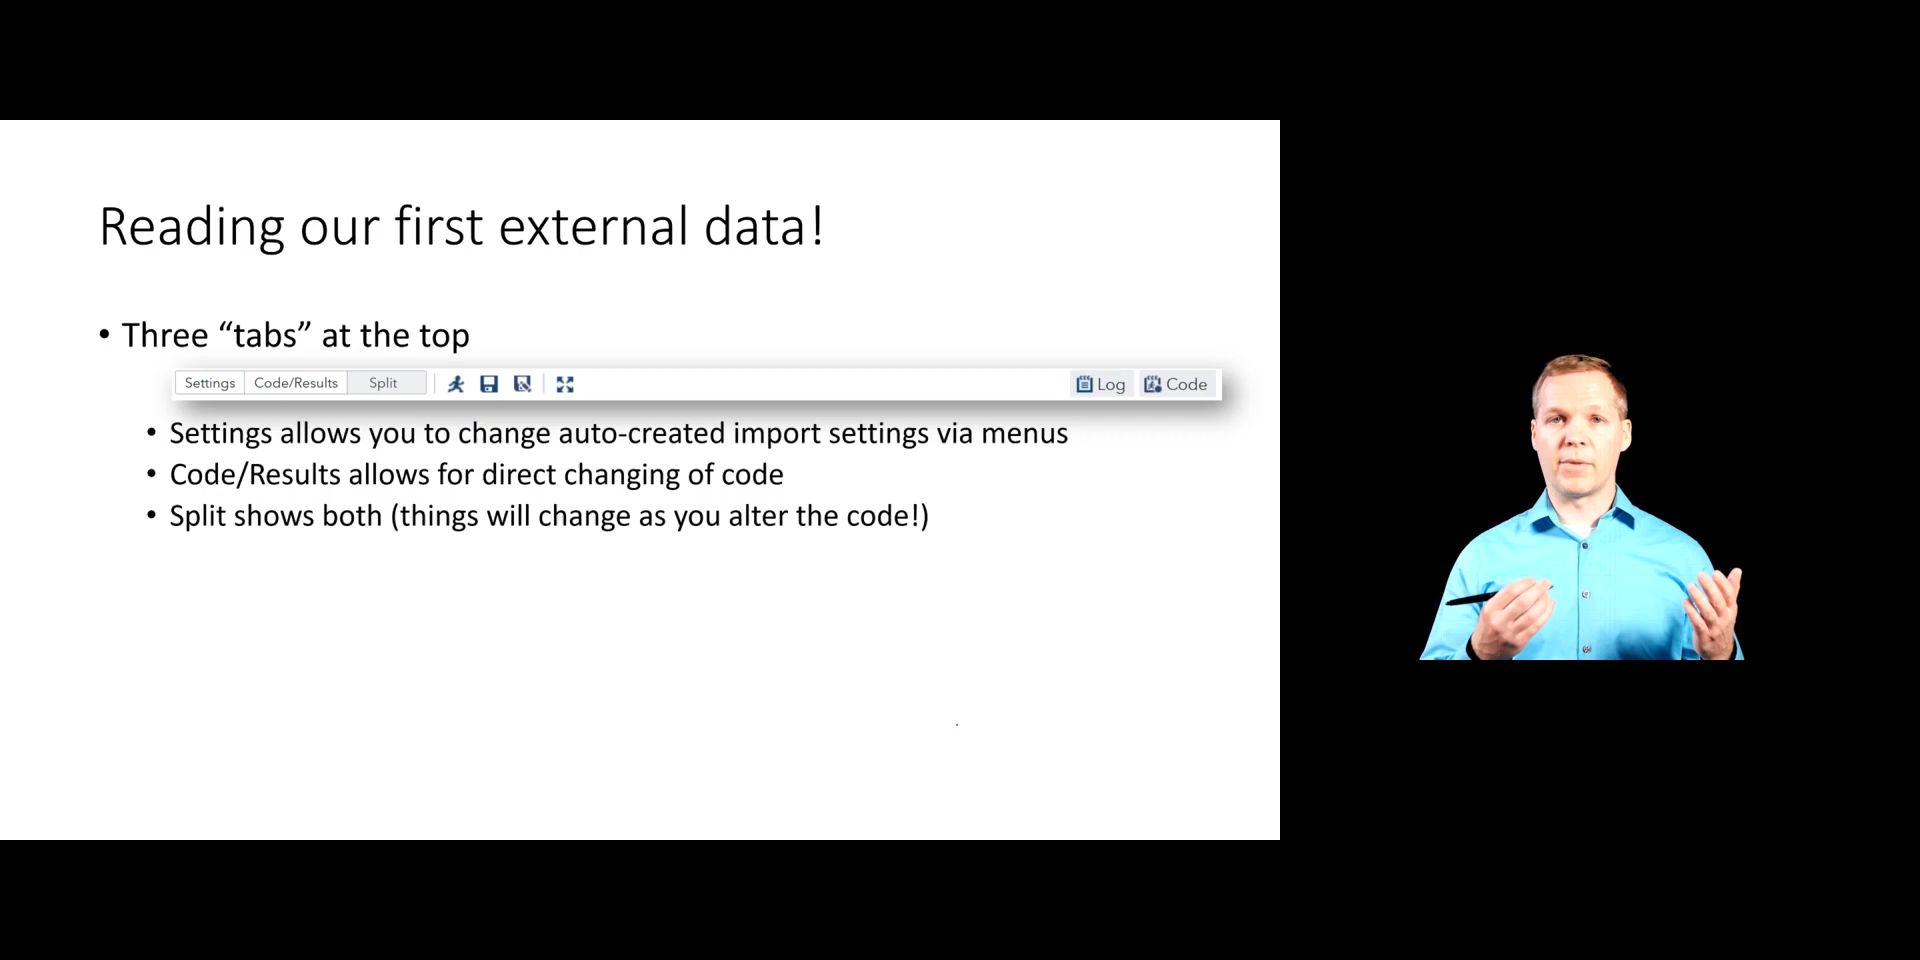 Reading our first external data!
• Three “tabs” at the top
Settings Code/Results Split Log Code
• Settings allows you to change auto-created import settings via menus
• Code/Results allows for direct changing of code
• Split shows both (things will change as you alter the code!)